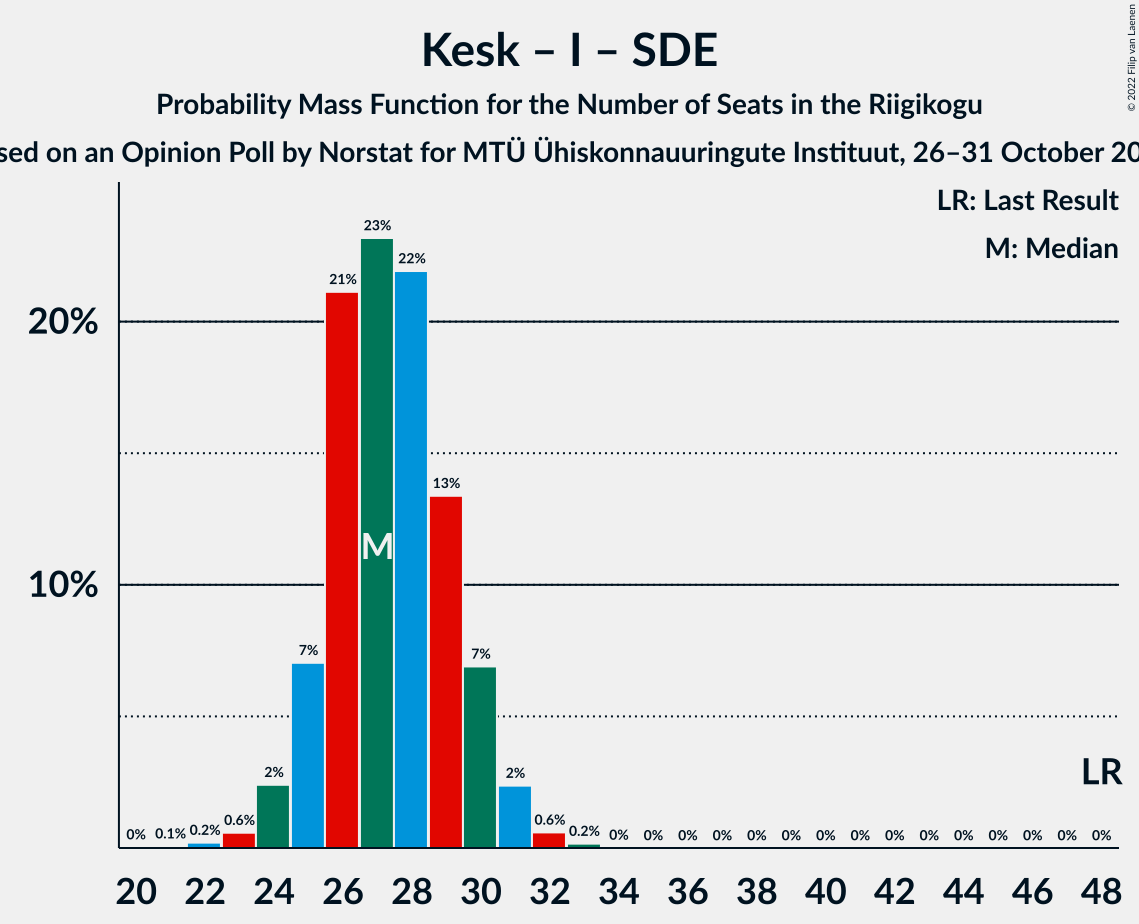 Kesk – I – SDE
Probability Mass Function for the Number of Seats in the Riigikogu
sed on an Opinion Poll by Norstat for MTÜ Ühiskonnauuringute Instituut, 26–31 October 20
© 2022 Filip van Laenen
LR: Last Result
M: Median
20%
10%
0% 0.1% 0.2% 0.6% 2% 7% 21% 23% 22% 13% 7% 2% 0.6% 0.2% 0% 0% 0% 0% 0% 0% 0% 0% 0% 0% 0% 0% 0% 0% 0%
M
LR
20 22 24 26 28 30 32 34 36 38 40 42 44 46 48